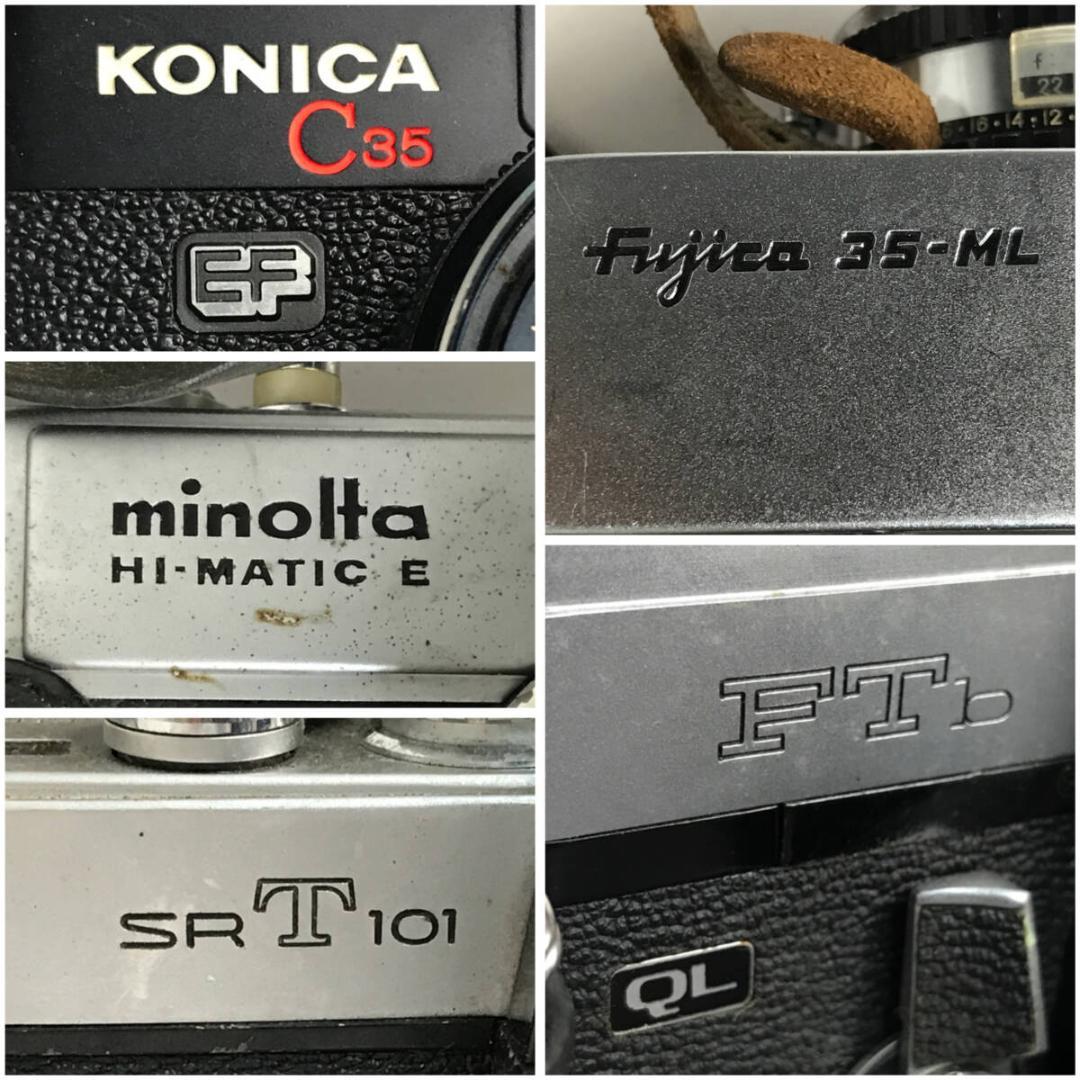 KONICA
C35
EF
f
22
16 • 14 • 12 •
Fujica 35-ML
minolta
HI-MATIC E
SRT101
FTb
QL